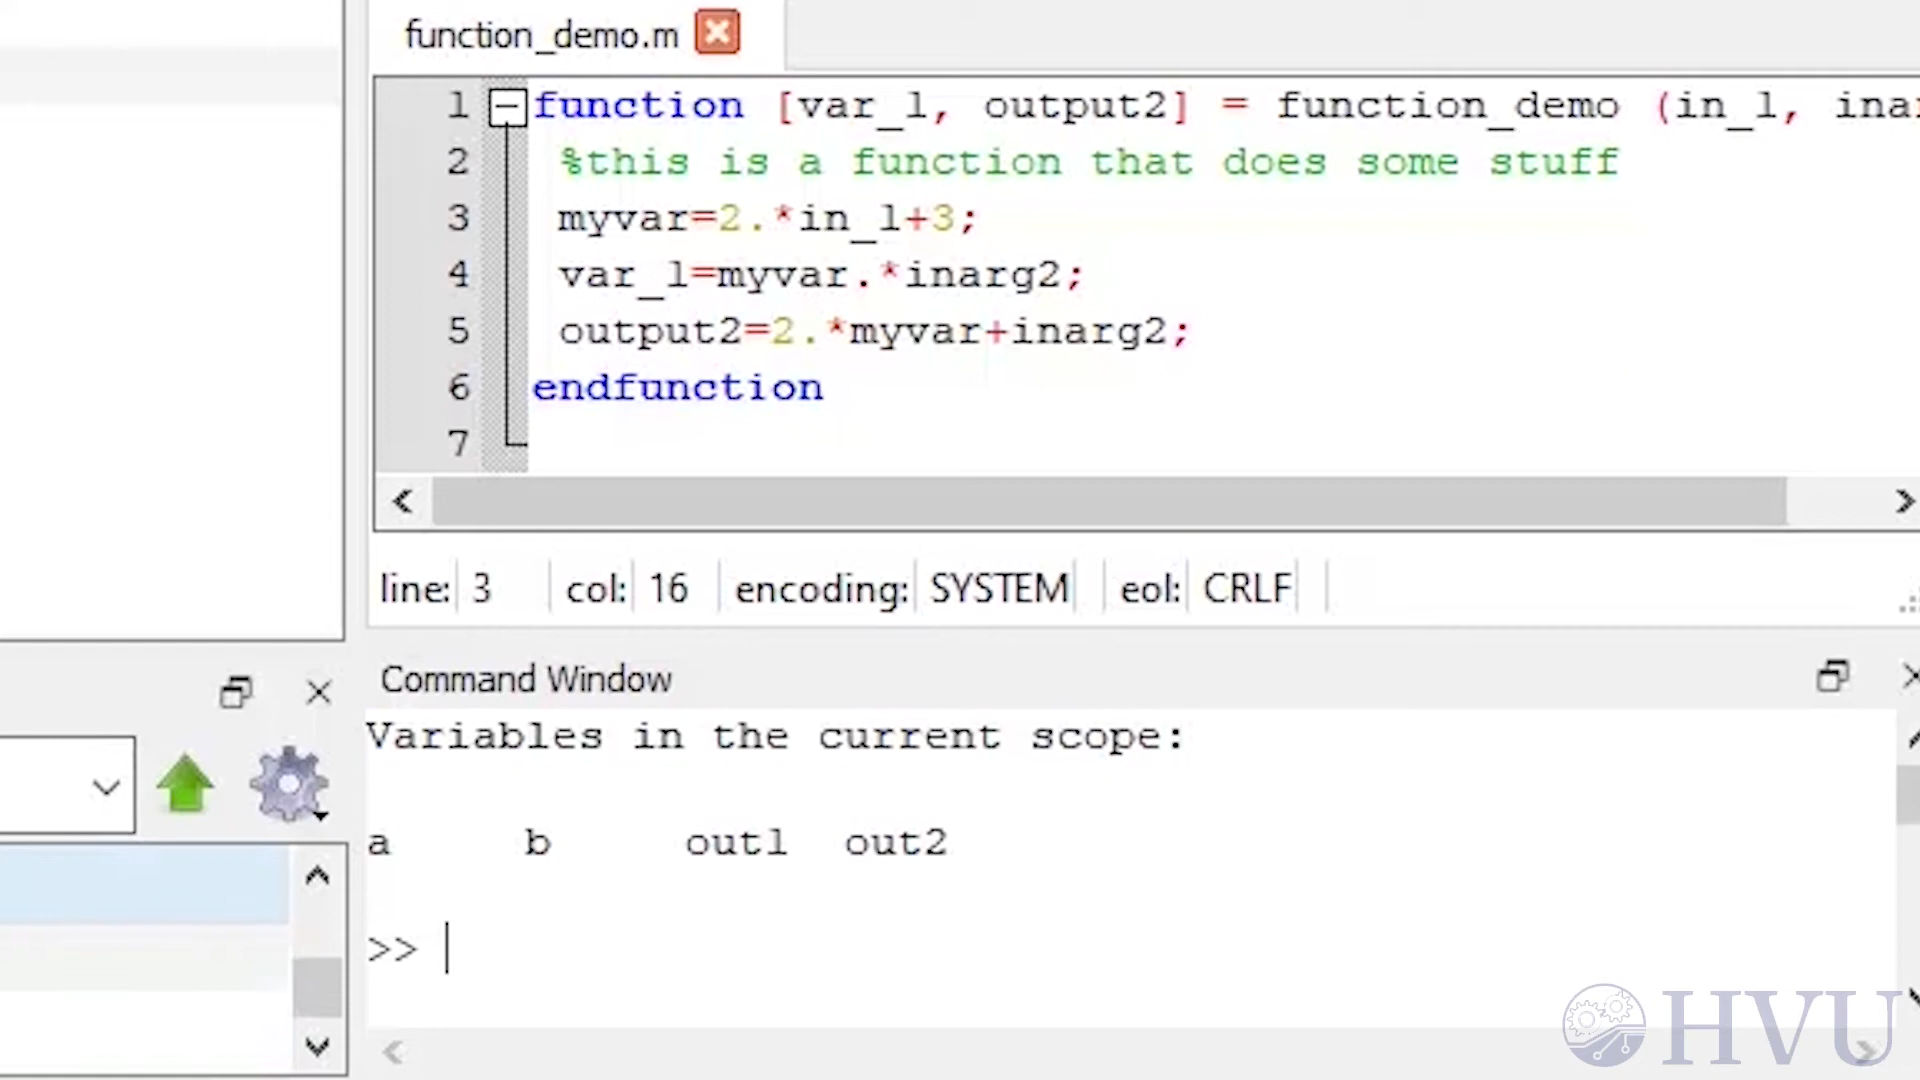 function_demo.m
1 function [var_1, output2] = function_demo (in_1, inar
2 %this is a function that does some stuff
3 myvar=2.*in_1+3;
4 var_1=myvar.*inarg2;
5 output2=2.*myvar+inarg2;
6 endfunction
7
line: 3 col: 16 encoding: SYSTEM eol: CRLF
Command Window
Variables in the current scope:
a b out1 out2
>>
HVU